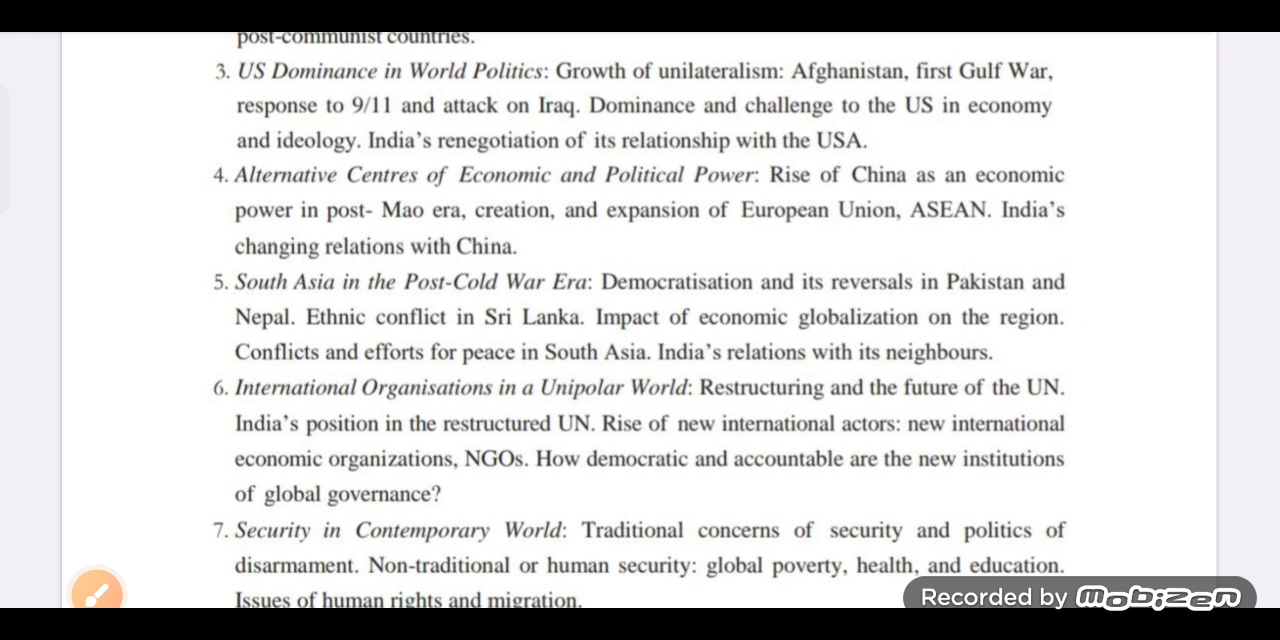 post-communist countries.
3. US Dominance in World Politics: Growth of unilateralism: Afghanistan, first Gulf War,
response to 9/11 and attack on Iraq. Dominance and challenge to the US in economy
and ideology. India's renegotiation of its relationship with the USA.
4. Alternative Centres of Economic and Political Power: Rise of China as an economic
power in post- Mao era, creation, and expansion of European Union, ASEAN. India's
changing relations with China.
5. South Asia in the Post-Cold War Era: Democratisation and its reversals in Pakistan and
Nepal. Ethnic conflict in Sri Lanka. Impact of economic globalization on the region.
Conflicts and efforts for peace in South Asia. India's relations with its neighbours.
6. International Organisations in a Unipolar World: Restructuring and the future of the UN.
India's position in the restructured UN. Rise of new international actors: new international
economic organizations, NGOs. How democratic and accountable are the new institutions
of global governance?
7. Security in Contemporary World: Traditional concerns of security and politics of
disarmament. Non-traditional or human security: global poverty, health, and education.
Issues of human rights and migration.
Recorded by mobizen